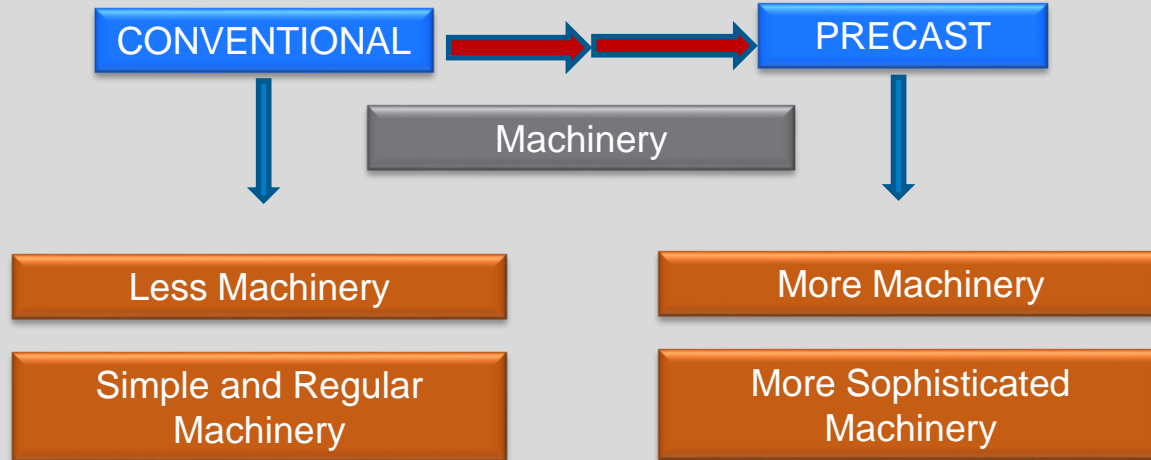 CONVENTIONAL
PRECAST
Machinery
Less Machinery
More Machinery
Simple and Regular
Machinery
More Sophisticated
Machinery